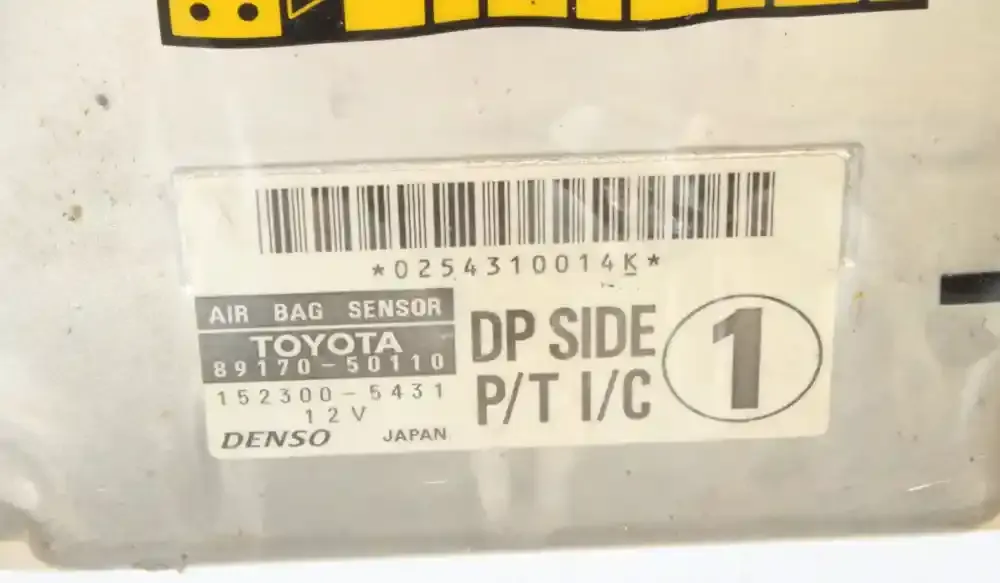 *0254310014K*
AIR BAG SENSOR
TOYOTA
89170-50110
152300-5431
12V
DENSO JAPAN
DP SIDE
P/T I/C
1